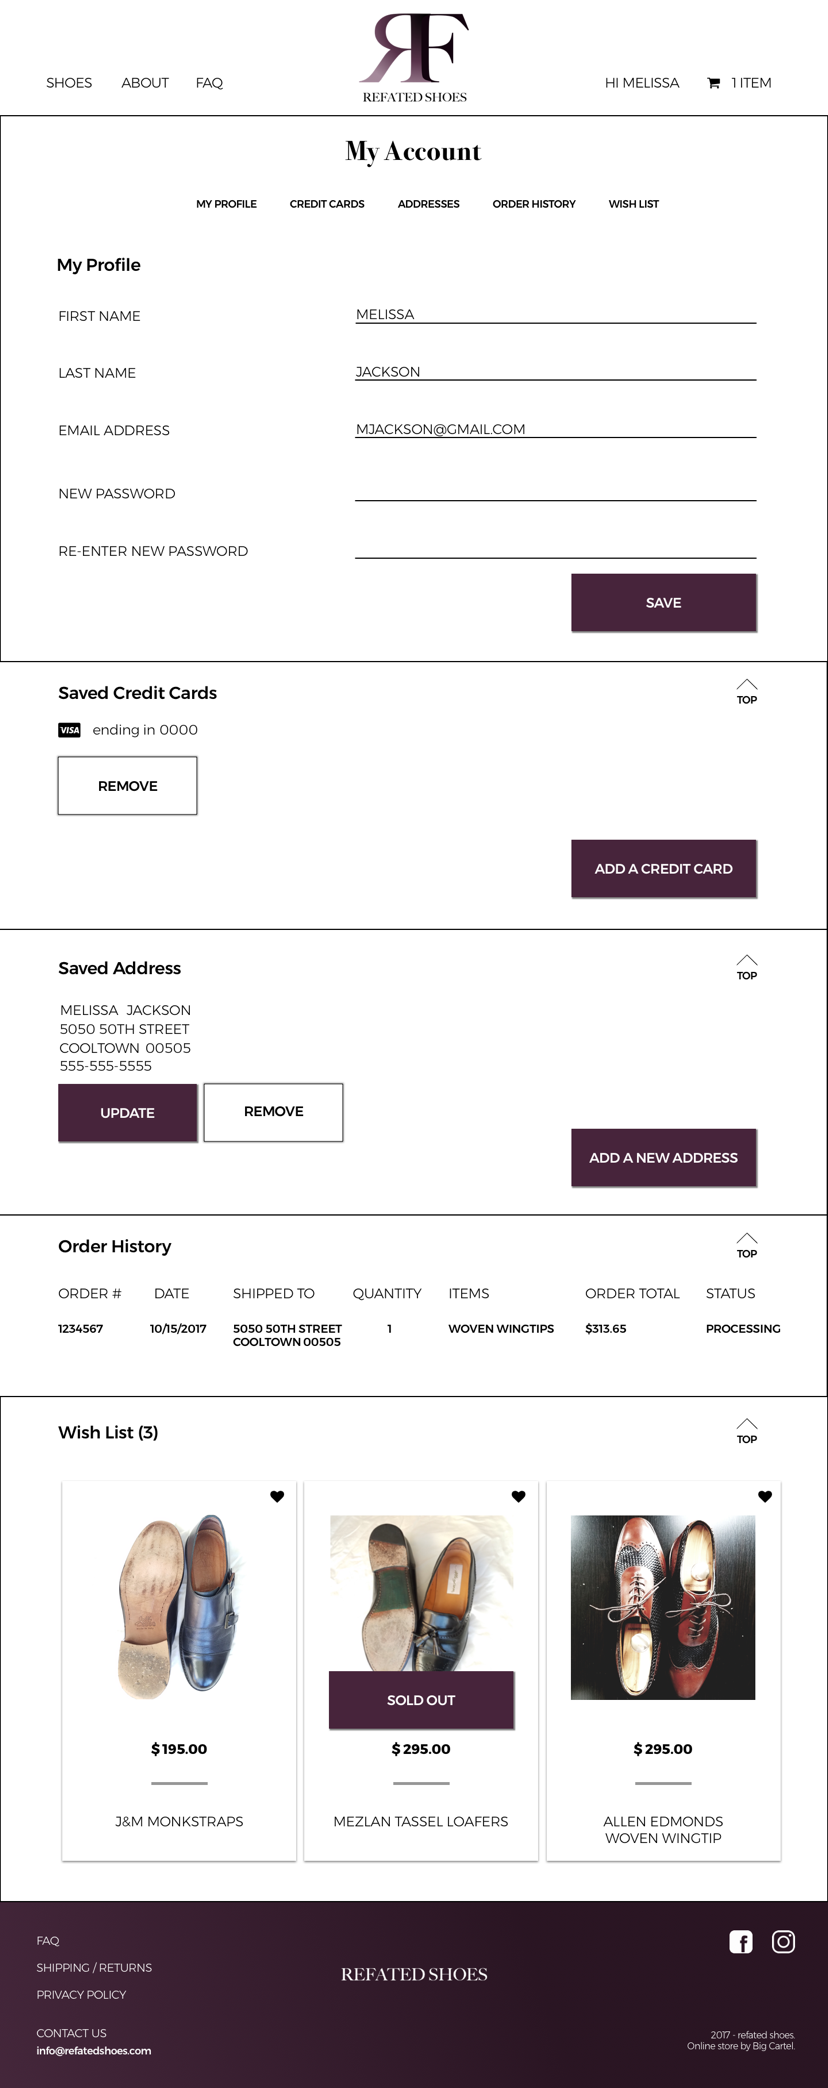 RF
REFATED SHOES
SHOES ABOUT FAQ
HI MELISSA 1 ITEM
My Account
MY PROFILE CREDIT CARDS ADDRESSES ORDER HISTORY WISH LIST
My Profile
FIRST NAME MELISSA
LAST NAME JACKSON
EMAIL ADDRESS MJACKSON@GMAIL.COM
NEW PASSWORD
RE-ENTER NEW PASSWORD
SAVE
Saved Credit Cards
TOP
VISA ending in 0000
REMOVE
ADD A CREDIT CARD
Saved Address
TOP
MELISSA JACKSON
5050 50TH STREET
COOLTOWN 00505
555-555-5555
UPDATE REMOVE
ADD A NEW ADDRESS
Order History
TOP
ORDER # DATE SHIPPED TO QUANTITY ITEMS ORDER TOTAL STATUS
1234567 10/15/2017 5050 50TH STREET 1 WOVEN WINGTIPS $313.65 PROCESSING
COOLTOWN 00505
Wish List (3)
TOP
SOLD OUT
$ 195.00 $ 295.00 $ 295.00
J&M MONKSTRAPS MEZLAN TASSEL LOAFERS ALLEN EDMONDS
WOVEN WINGTIP
FAQ
SHIPPING / RETURNS
PRIVACY POLICY
CONTACT US
info@refatedshoes.com
REFATED SHOES
2017 - refated shoes.
Online store by Big Cartel.